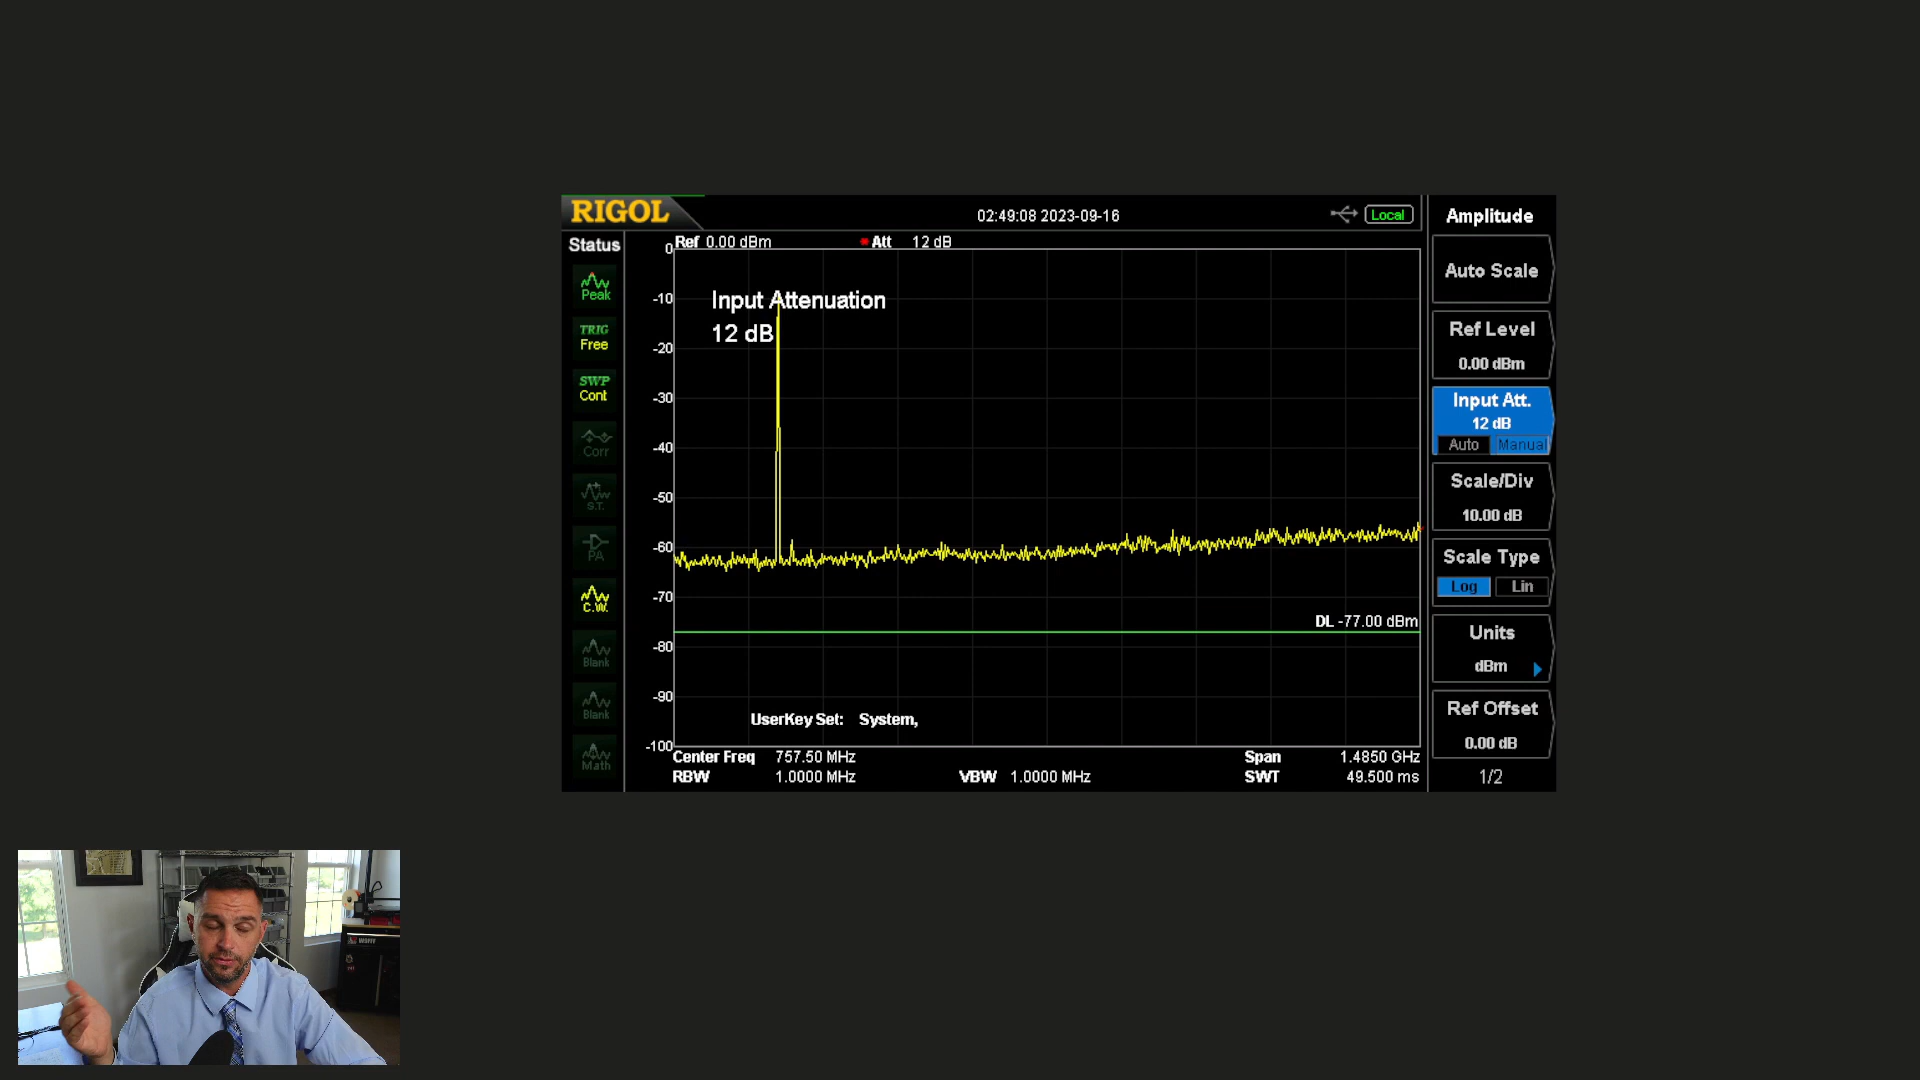 RIGOL
02:49:08 2023-09-16
Local
Amplitude
Status
Ref 0.00 dBm
Att 12 dB
Input Attenuation
12 dB
0
-10
-20
-30
-40
-50
-60
-70
-80
-90
-100
Peak
TRIG
Free
SWP
Cont
Corr
S.T.
PA
C.W.
Blank
Blank
Math
DL -77.00 dBm
UserKey Set: System,
Center Freq 757.50 MHz
Span 1.4850 GHz
RBW 1.0000 MHz
VBW 1.0000 MHz
SWT 49.500 ms
Auto Scale
Ref Level
0.00 dBm
Input Att.
12 dB
Auto Manual
Scale/Div
10.00 dB
Scale Type
Log Lin
Units
dBm
Ref Offset
0.00 dB
1/2